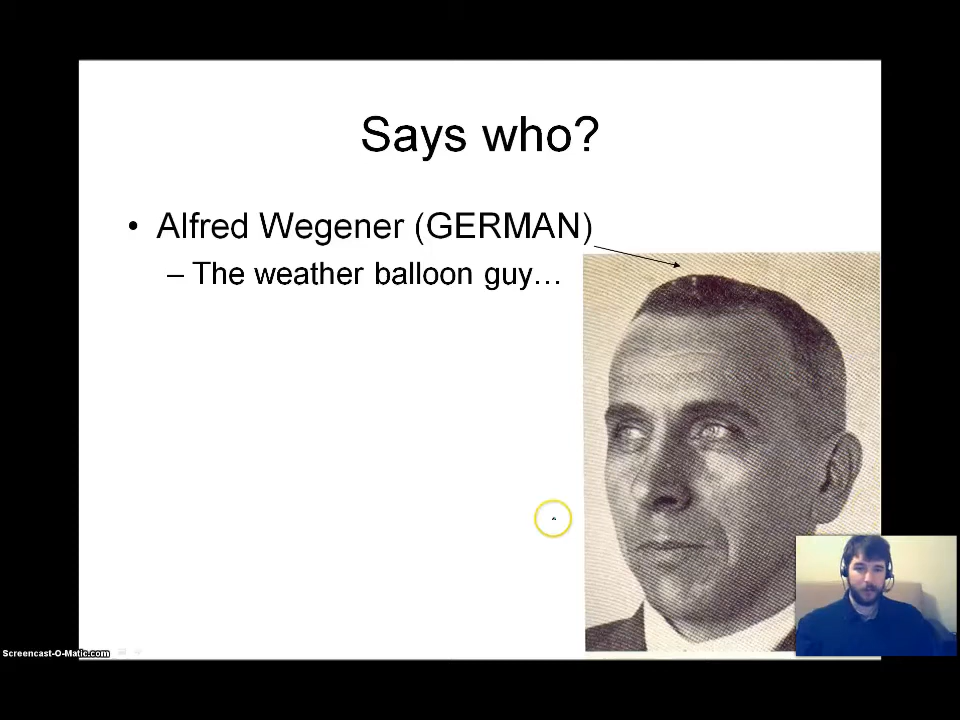 Says who?
• Alfred Wegener (GERMAN)
– The weather balloon guy…
Screencast-O-Matic.com